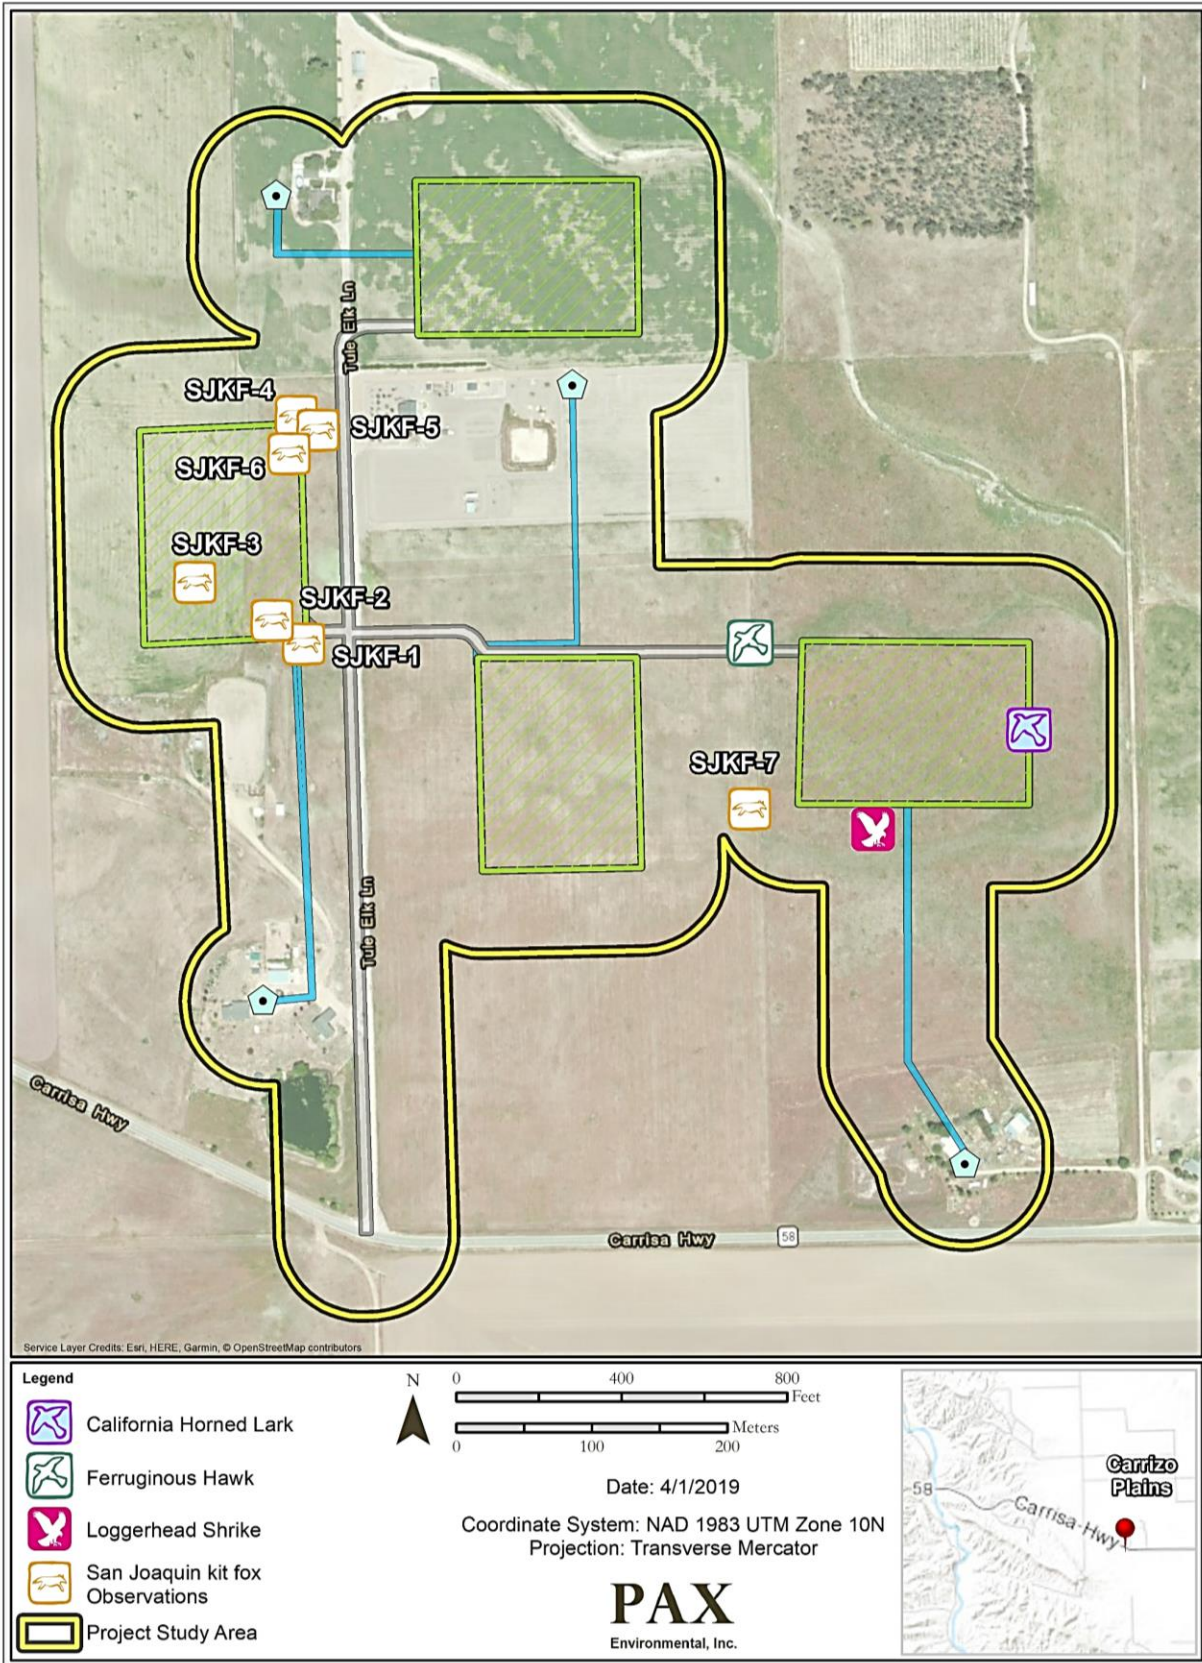 Tule Elk Ln
SJKF-4
SJKF-5
SJKF-6
SJKF-3
SJKF-2
SJKF-1
SJKF-7
Tule Elk Ln
Carrisa Hwy
Carrisa Hwy
58
Service Layer Credits: Esri, HERE, Garmin, © OpenStreetMap contributors
Legend
California Horned Lark
Ferruginous Hawk
Loggerhead Shrike
San Joaquin kit fox
Observations
Project Study Area
N
0 400 800
Feet
Meters
0 100 200
Date: 4/1/2019
Coordinate System: NAD 1983 UTM Zone 10N
Projection: Transverse Mercator
PAX
Environmental, Inc.
Carrizo
Plains
58
Carrisa-Hwy